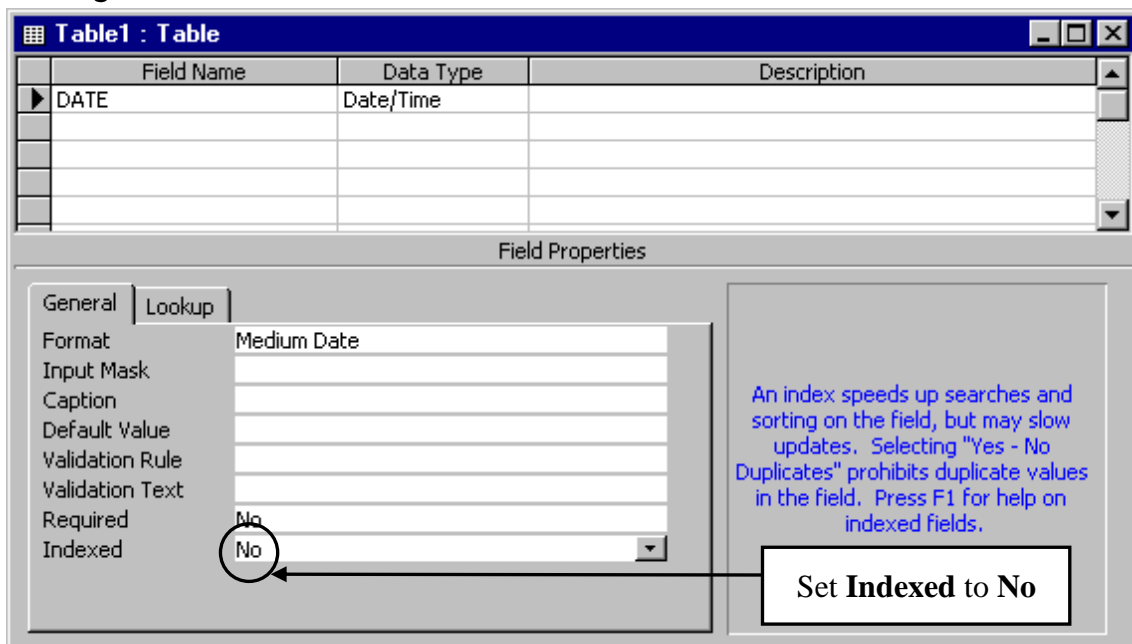 Table1 : Table
Field Name Data Type Description
DATE Date/Time
Field Properties
General Lookup
Format Medium Date
Input Mask
Caption
Default Value
Validation Rule
Validation Text
Required No
Indexed No
An index speeds up searches and
sorting on the field, but may slow
updates. Selecting "Yes - No
Duplicates" prohibits duplicate values
in the field. Press F1 for help on
indexed fields.
Set Indexed to No